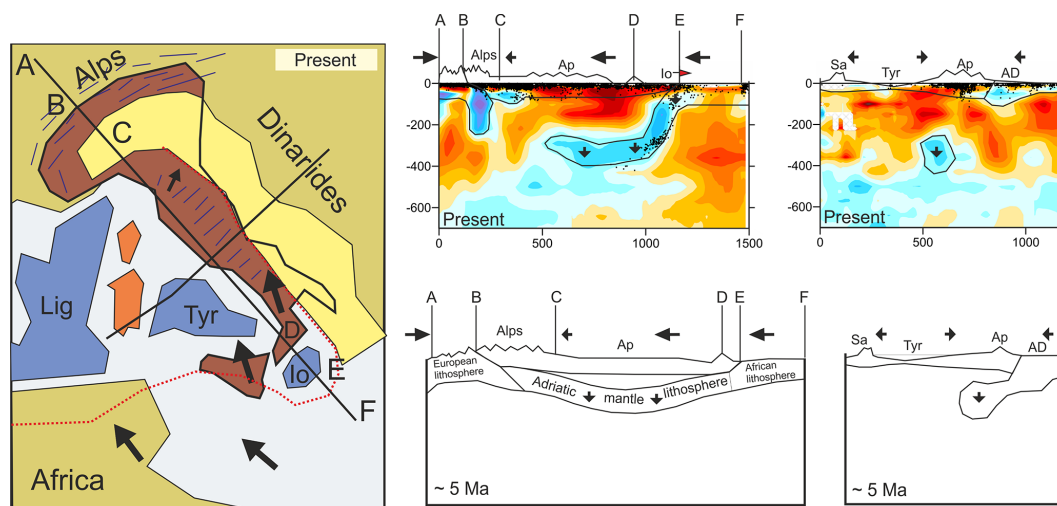 Present
A
Alps
B
C
Dinarides
Lig
Tyr
D
Io
E
F
Africa
A B C D E F
Alps Ap Io
0
-200
-400
-600
Present
0 500 1000 1500
Sa Tyr Ap AD
0
-200
-400
-600
Present
0 500 1000
A B C D E F
Alps Ap
European
lithosphere
Adriatic mantle lithosphere
African
lithosphere
~ 5 Ma
Sa Tyr Ap AD
~ 5 Ma